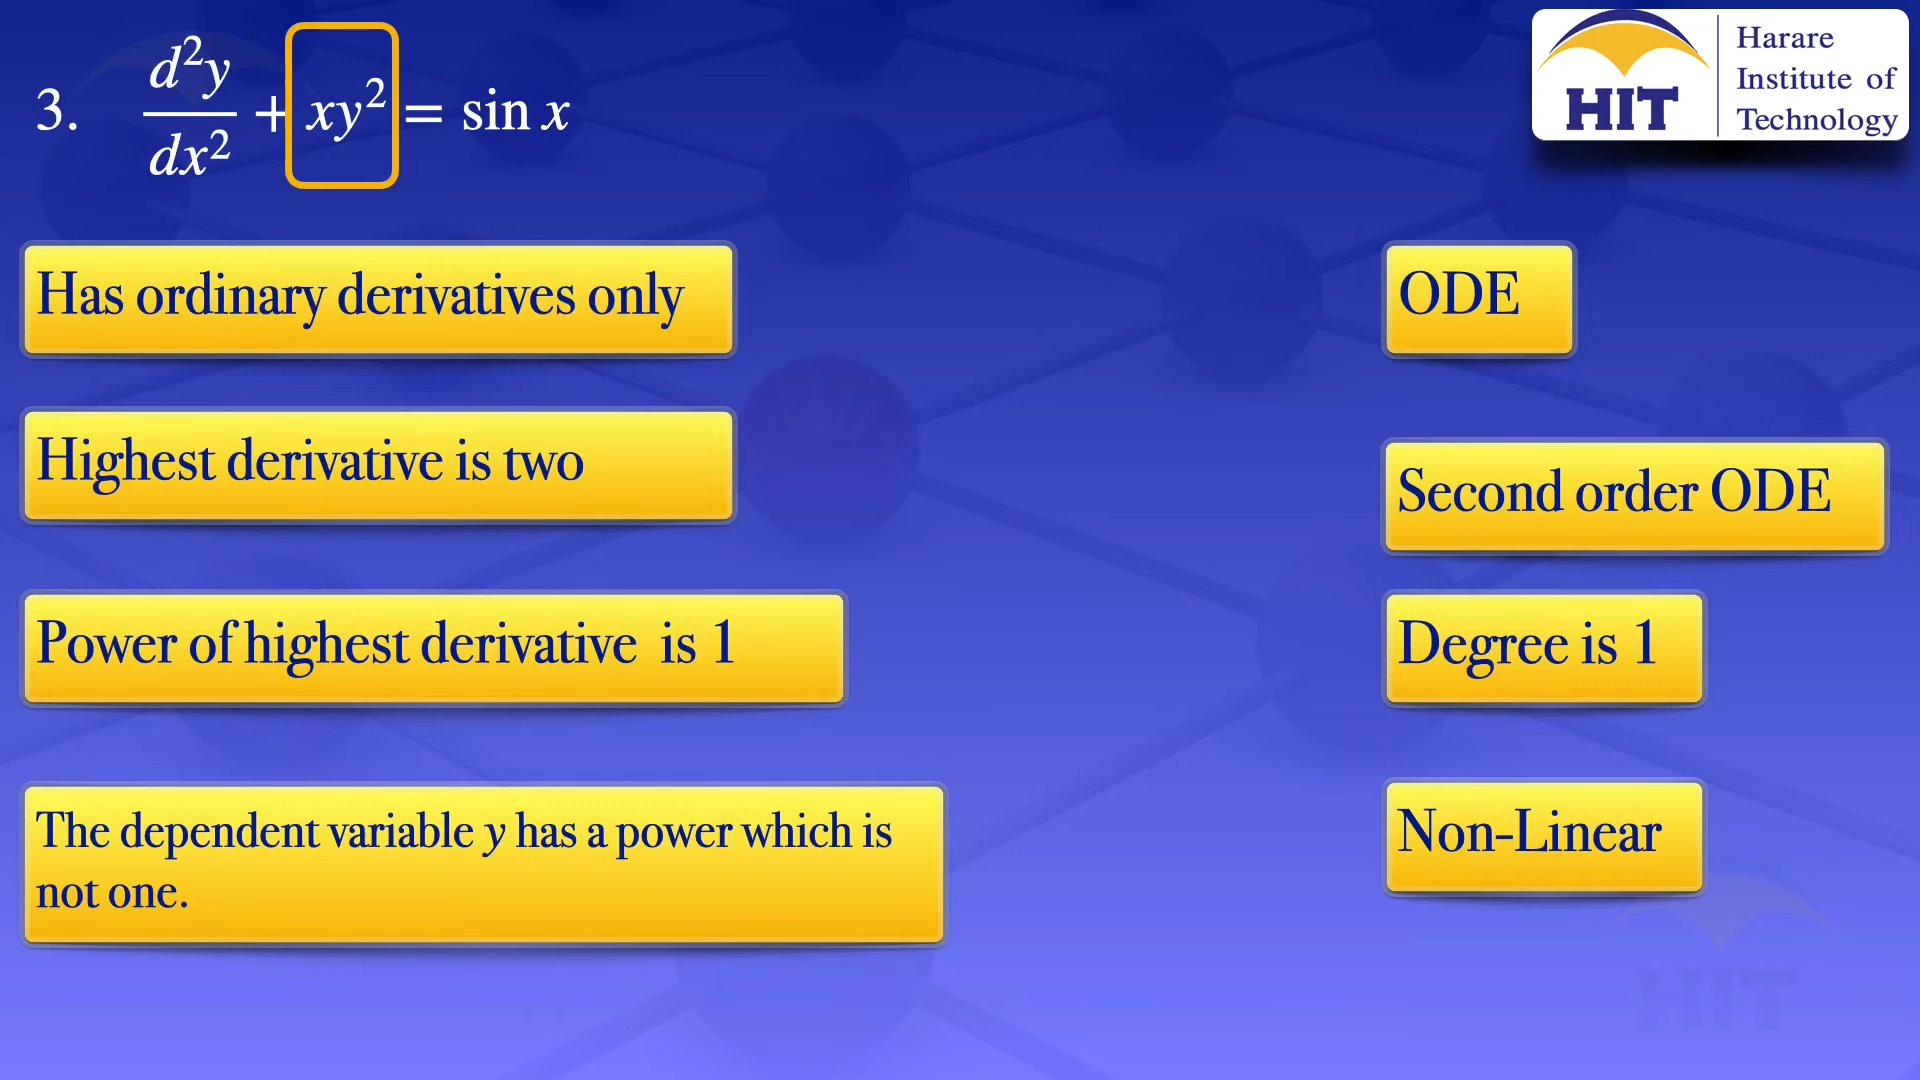 3. d²y/dx² + xy² = sin x
HIT
Harare
Institute of
Technology
Has ordinary derivatives only
ODE
Highest derivative is two
Second order ODE
Power of highest derivative is 1
Degree is 1
The dependent variable y has a power which is
not one.
Non-Linear
HIT